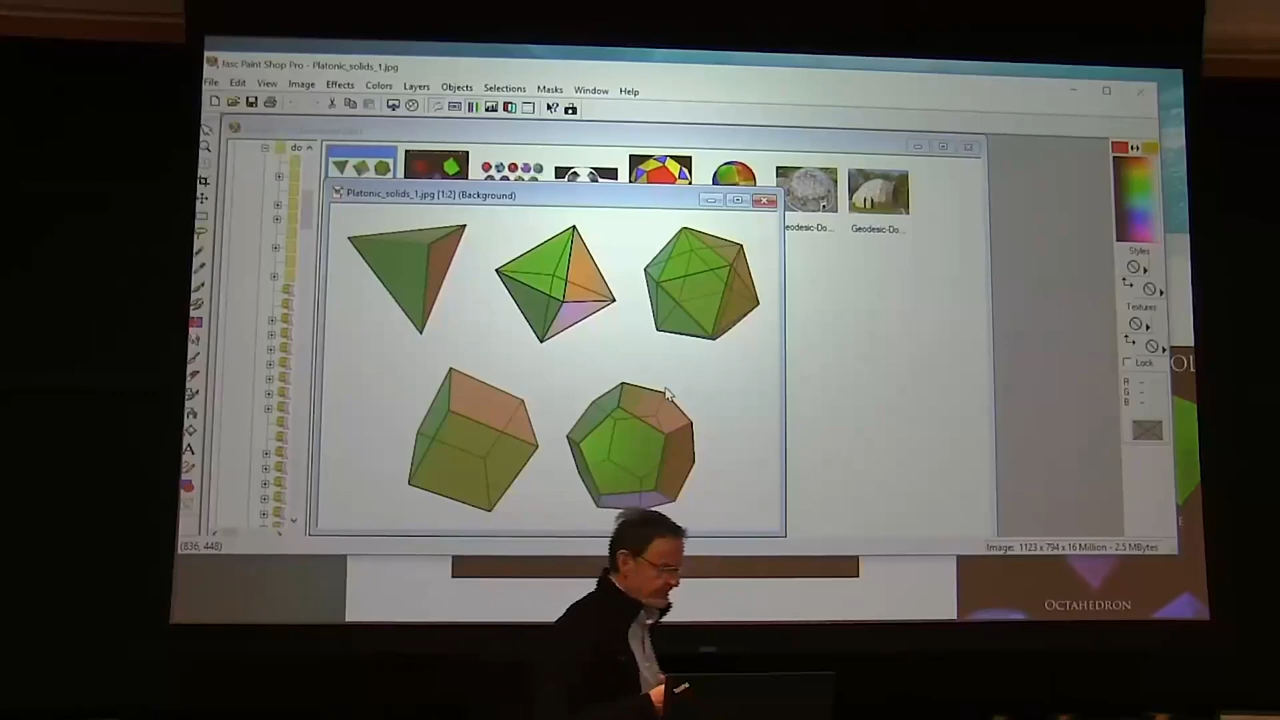 Jasc Paint Shop Pro - Platonic_solids_1.jpg
File Edit View Image Effects Colors Layers Objects Selections Masks Window Help
do
Platonic_solids_1.jpg [1:2] (Background)
eodesic-Do... Geodesic-Do...
Styles
Textures
Lock
R
G
B
A
(836, 448)
Image: 1123 x 794 x 16 Million - 2.5 MBytes
OCTAHEDRON